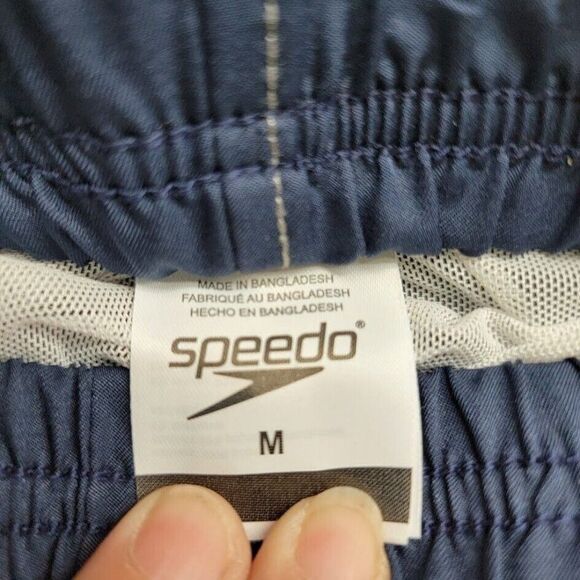 MADE IN BANGLADESH
FABRIQUÉ AU BANGLADESH
HECHO EN BANGLADESH
speedo®
M